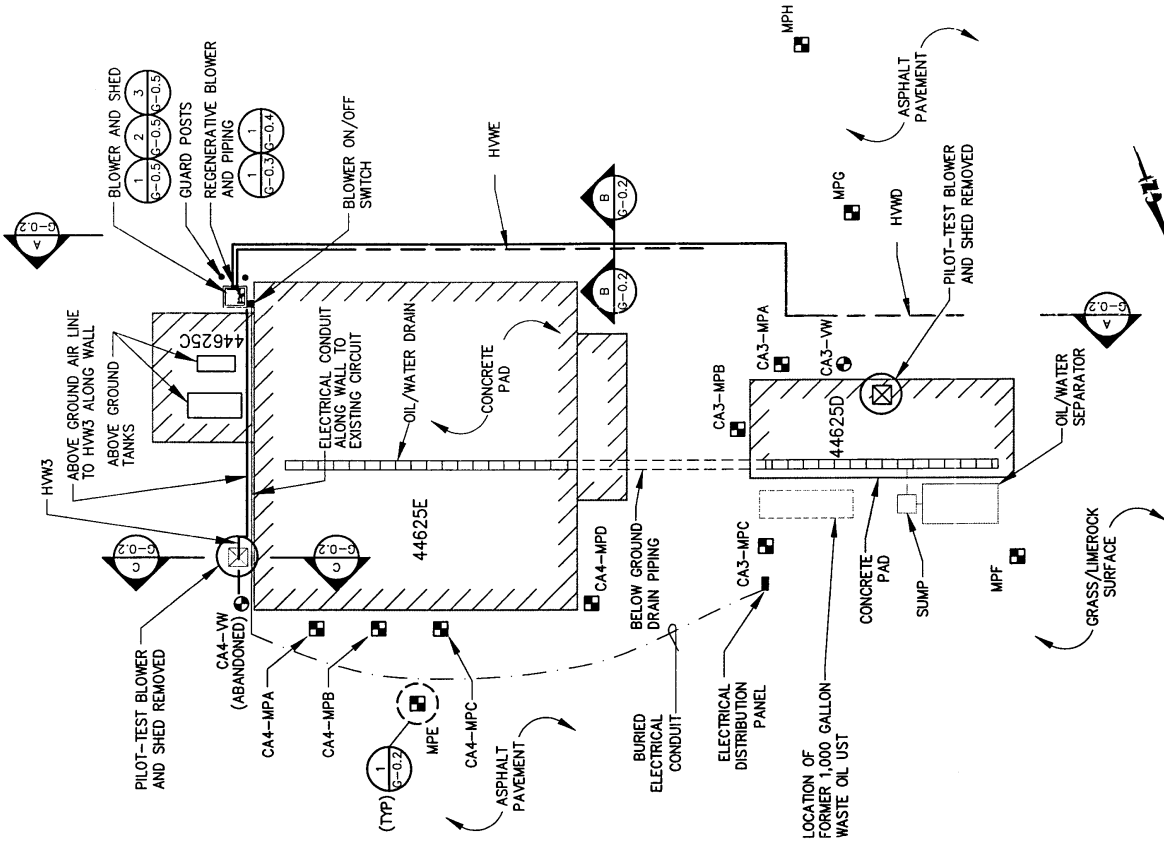 HVW3
ABOVE GROUND AIR LINE
TO HVW3 ALONG WALL
ABOVE GROUND
TANKS
44625C
BLOWER AND SHED
1
G-0.5
2
G-0.5
3
G-0.5
GUARD POSTS
REGENERATIVE BLOWER
AND PIPING
1
G-0.3
1
G-0.4
BLOWER ON/OFF
SWITCH
HVWE
A
G-0.2
PILOT-TEST BLOWER
AND SHED REMOVED
C
G-0.2
C
G-0.2
CA4-VW
(ABANDONED)
CA4-MPA
CA4-MPB
CA4-MPC
CA4-MPD
1
G-0.2
(TYP)
MPE
ASPHALT
PAVEMENT
ELECTRICAL CONDUIT
ALONG WALL TO
EXISTING CIRCUIT
OIL/WATER DRAIN
CONCRETE
PAD
44625E
B
G-0.2
B
G-0.2
BELOW GROUND
DRAIN PIPING
BURIED
ELECTRICAL
CONDUIT
ELECTRICAL
DISTRIBUTION
PANEL
LOCATION OF
FORMER 1,000 GALLON
WASTE OIL UST
CA3-MPC
CA3-MPB
CA3-MPA
CA3-VW
44625D
CONCRETE
PAD
SUMP
MPF
GRASS/LIMEROCK
SURFACE
OIL/WATER
SEPARATOR
PILOT-TEST BLOWER
AND SHED REMOVED
HVWD
MPG
MPH
ASPHALT
PAVEMENT
A
G-0.2
N